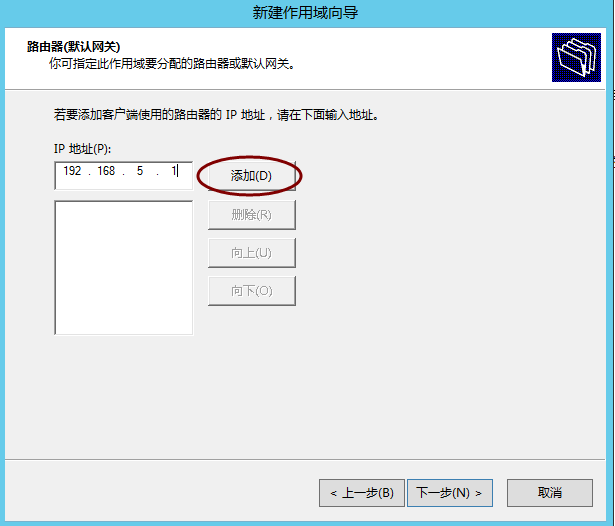 新建作用域向导
路由器(默认网关)
你可指定此作用域要分配的路由器或默认网关。
若要添加客户端使用的路由器的 IP 地址，请在下面输入地址。
IP 地址(P):
192 . 168 . 5 . 1
添加(D)
删除(R)
向上(U)
向下(O)
< 上一步(B)
下一步(N) >
取消